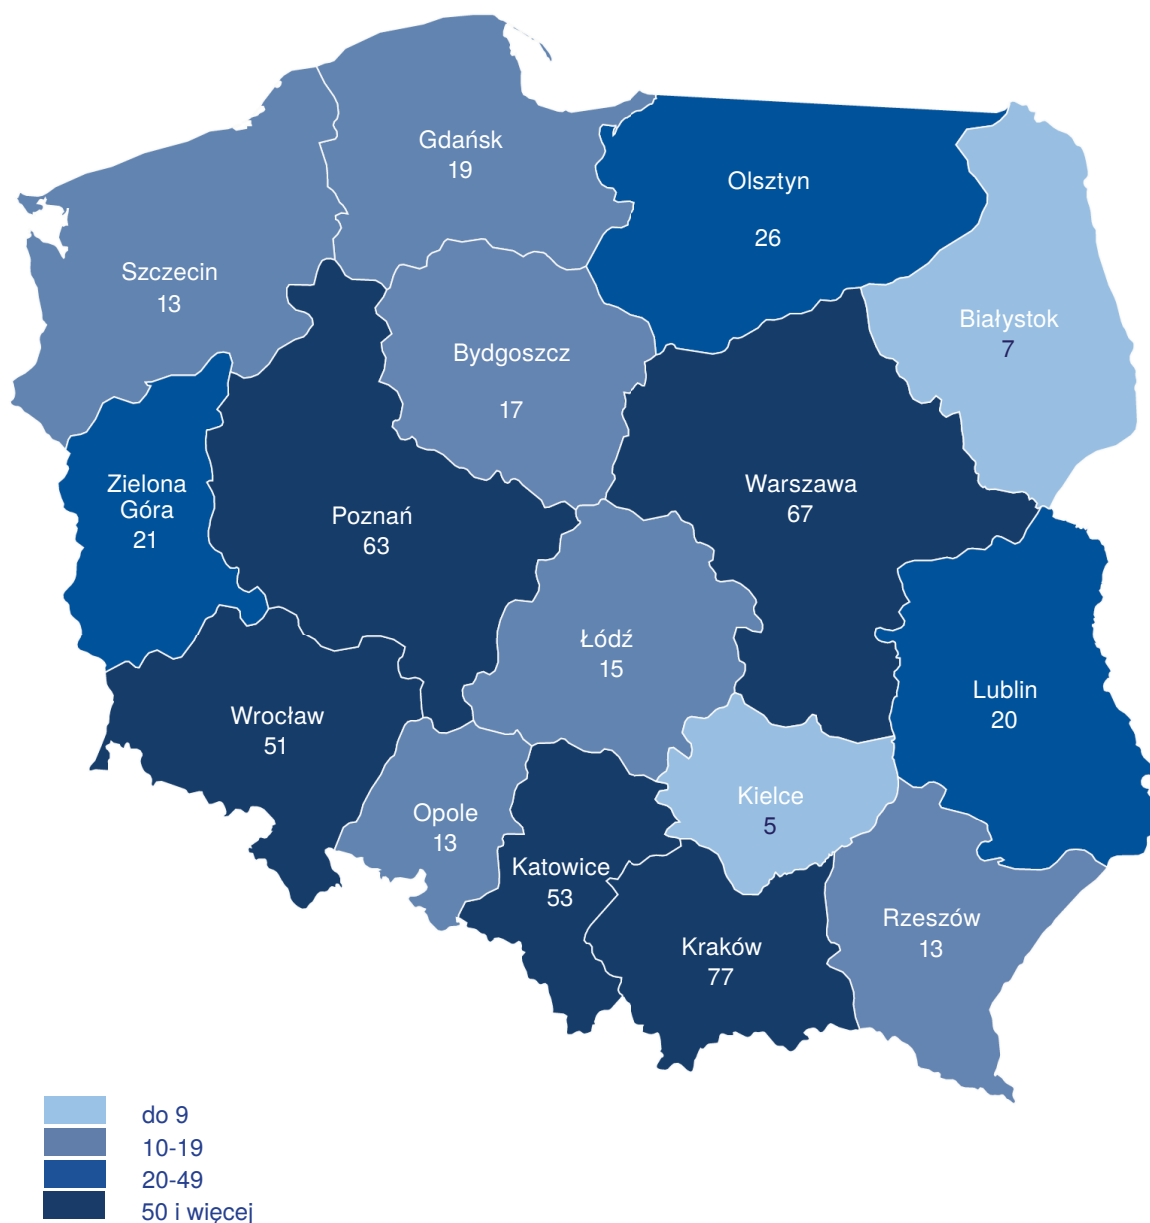 Gdańsk
19
Olsztyn
26
Szczecin
13
Białystok
7
Bydgoszcz
17
Zielona
Góra
21
Poznań
63
Warszawa
67
Łódź
15
Lublin
20
Wrocław
51
Opole
13
Kielce
5
Katowice
53
Rzeszów
13
Kraków
77
do 9
10-19
20-49
50 i więcej